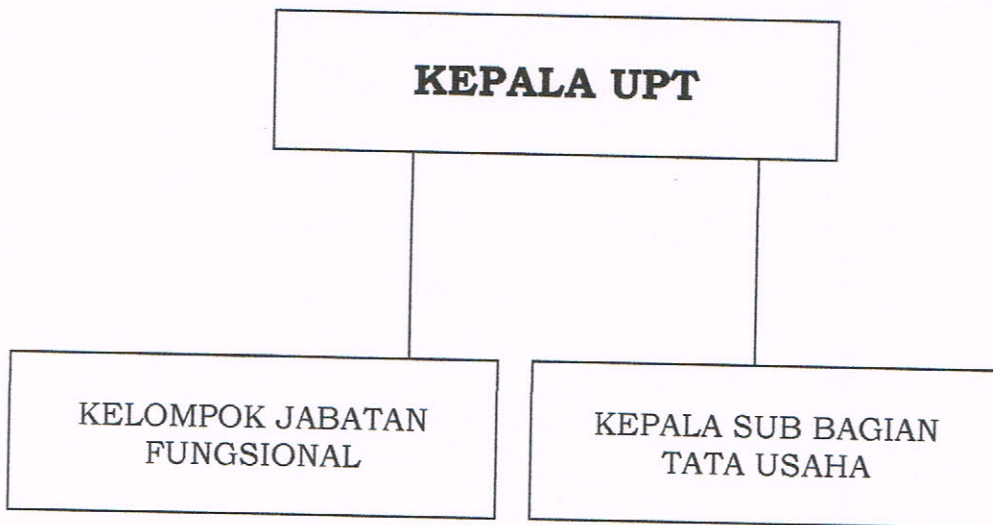 KEPALA UPT
KELOMPOK JABATAN
FUNGSIONAL
KEPALA SUB BAGIAN
TATA USAHA